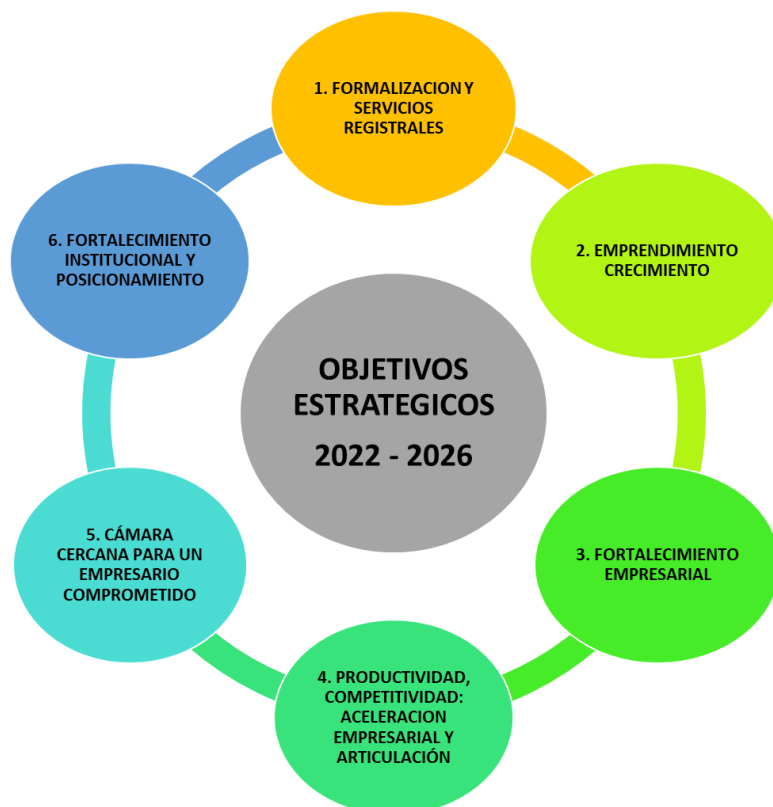 1. FORMALIZACION Y
SERVICIOS
REGISTRALES
2. EMPRENDIMIENTO
CRECIMIENTO
3. FORTALECIMIENTO
EMPRESARIAL
4. PRODUCTIVIDAD,
COMPETITIVIDAD:
ACELERACION
EMPRESARIAL Y
ARTICULACIÓN
5. CÁMARA
CERCANA PARA UN
EMPRESARIO
COMPROMETIDO
6. FORTALECIMIENTO
INSTITUCIONAL Y
POSICIONAMIENTO
OBJETIVOS
ESTRATEGICOS
2022 - 2026